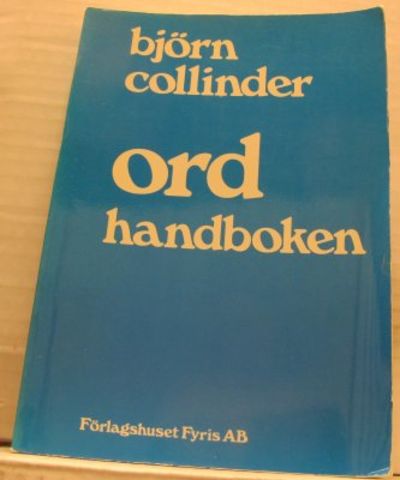 björn
collinder
ord
handboken
Förlagshuset Fyris AB